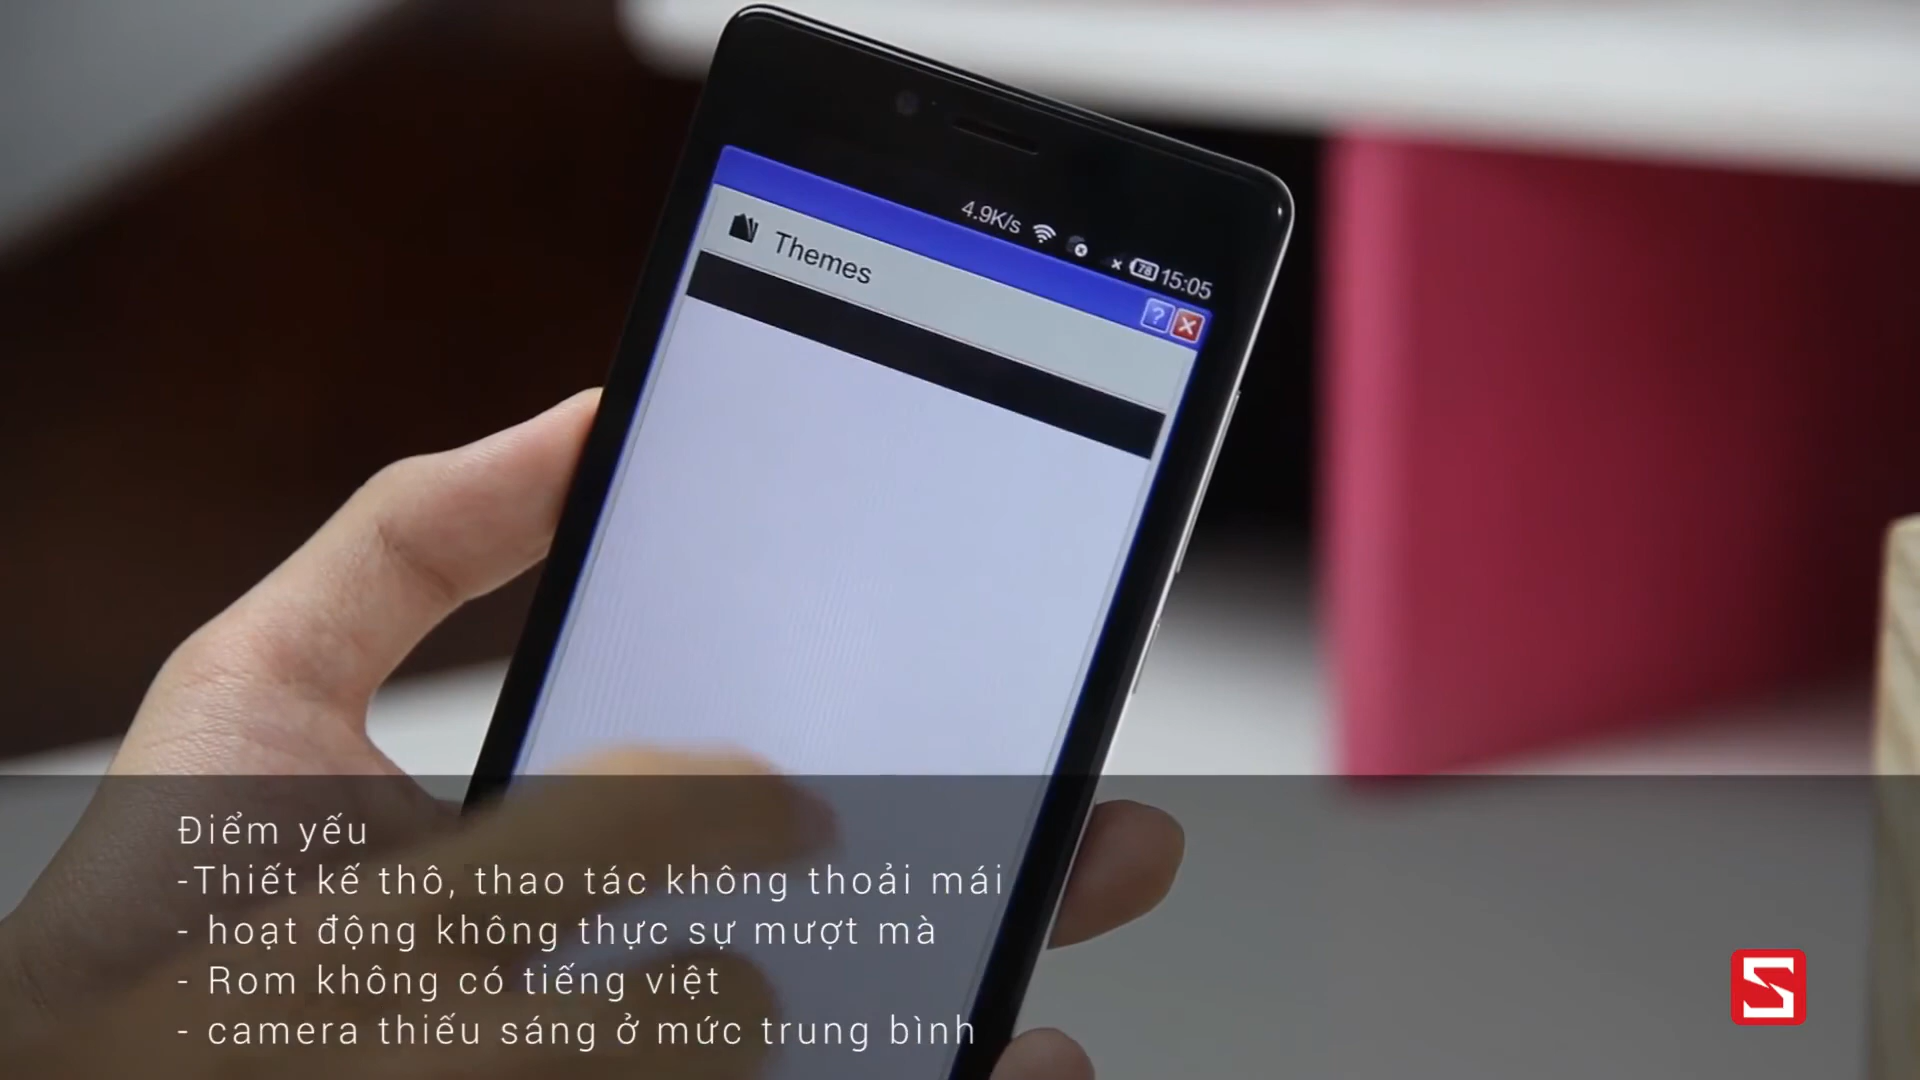 4.9K/s 78 15:05
? 
Themes
Điểm yếu
-Thiết kế thô, thao tác không thoải mái
- hoạt động không thực sự mượt mà
- Rom không có tiếng việt
- camera thiếu sáng ở mức trung bình